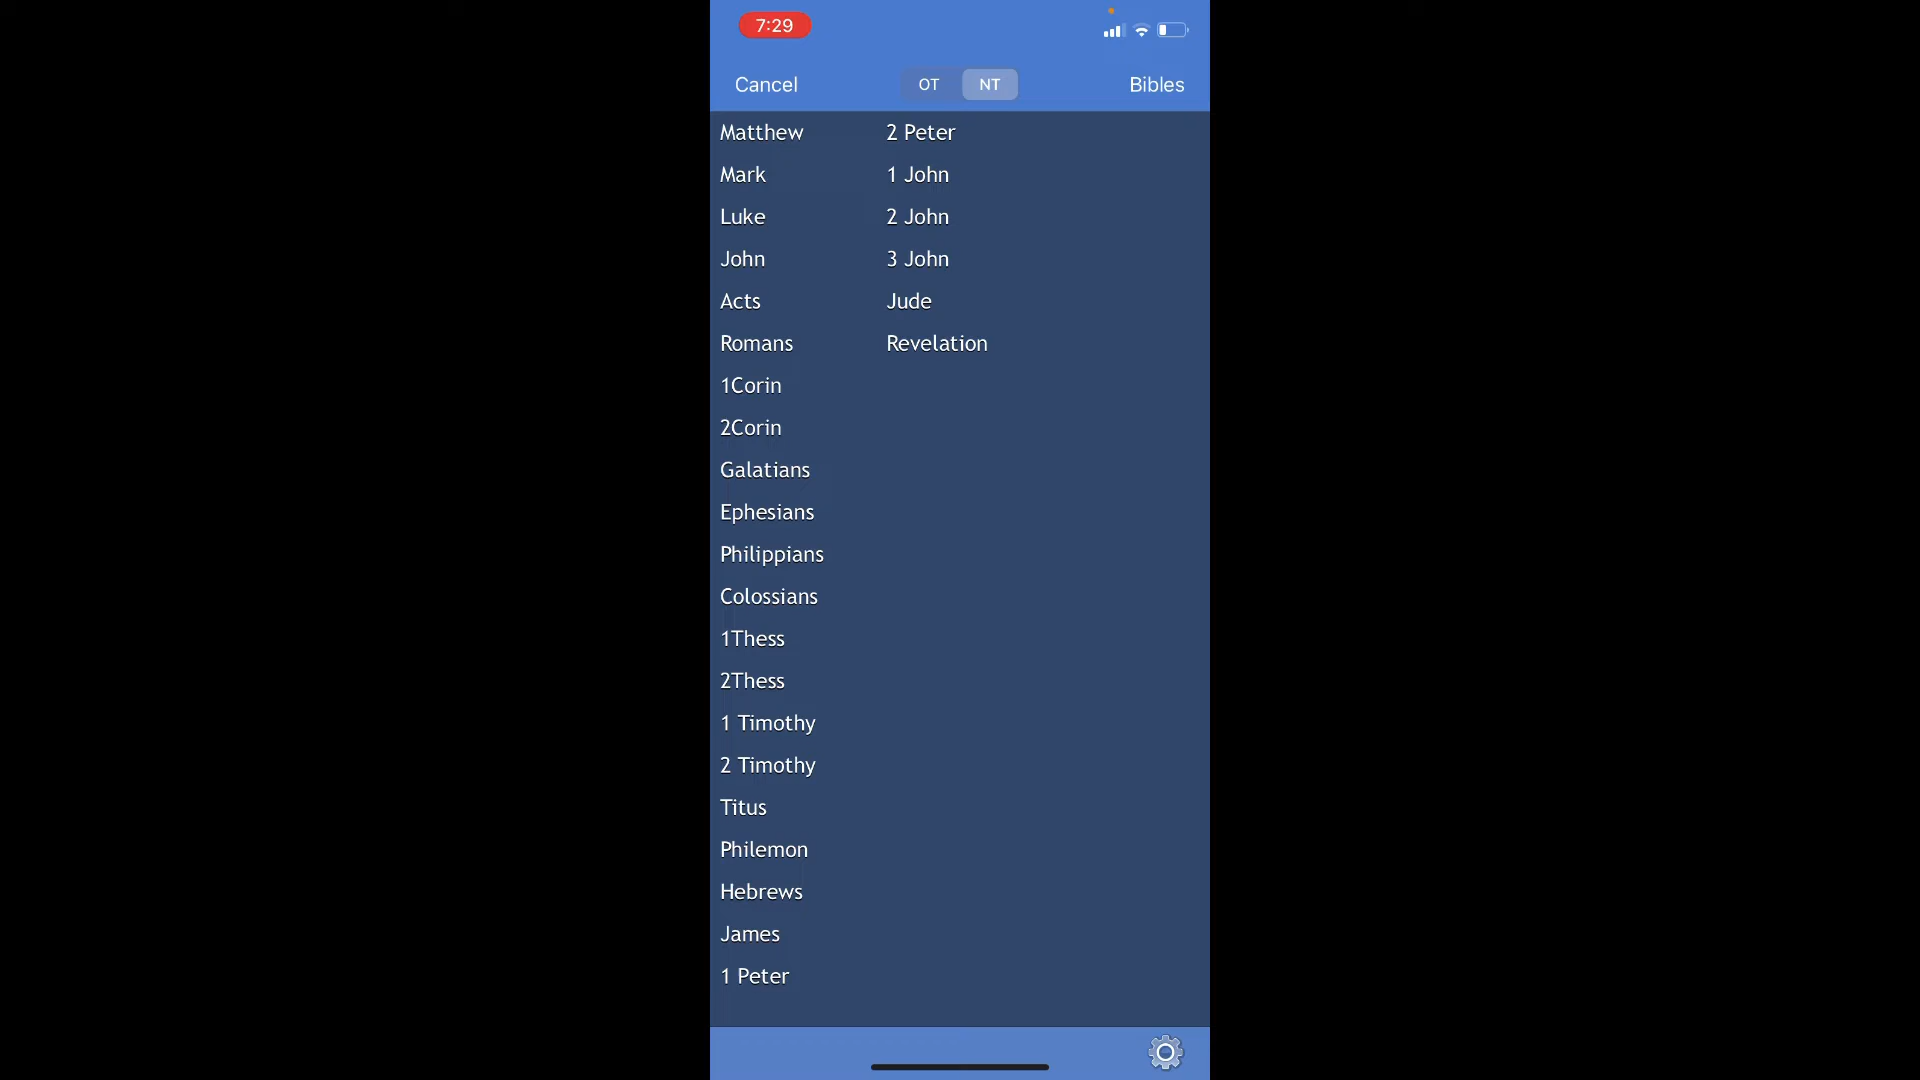 7:29
Cancel
OT
NT
Bibles
Matthew
Mark
Luke
John
Acts
Romans
1Corin
2Corin
Galatians
Ephesians
Philippians
Colossians
1Thess
2Thess
1 Timothy
2 Timothy
Titus
Philemon
Hebrews
James
1 Peter
2 Peter
1 John
2 John
3 John
Jude
Revelation